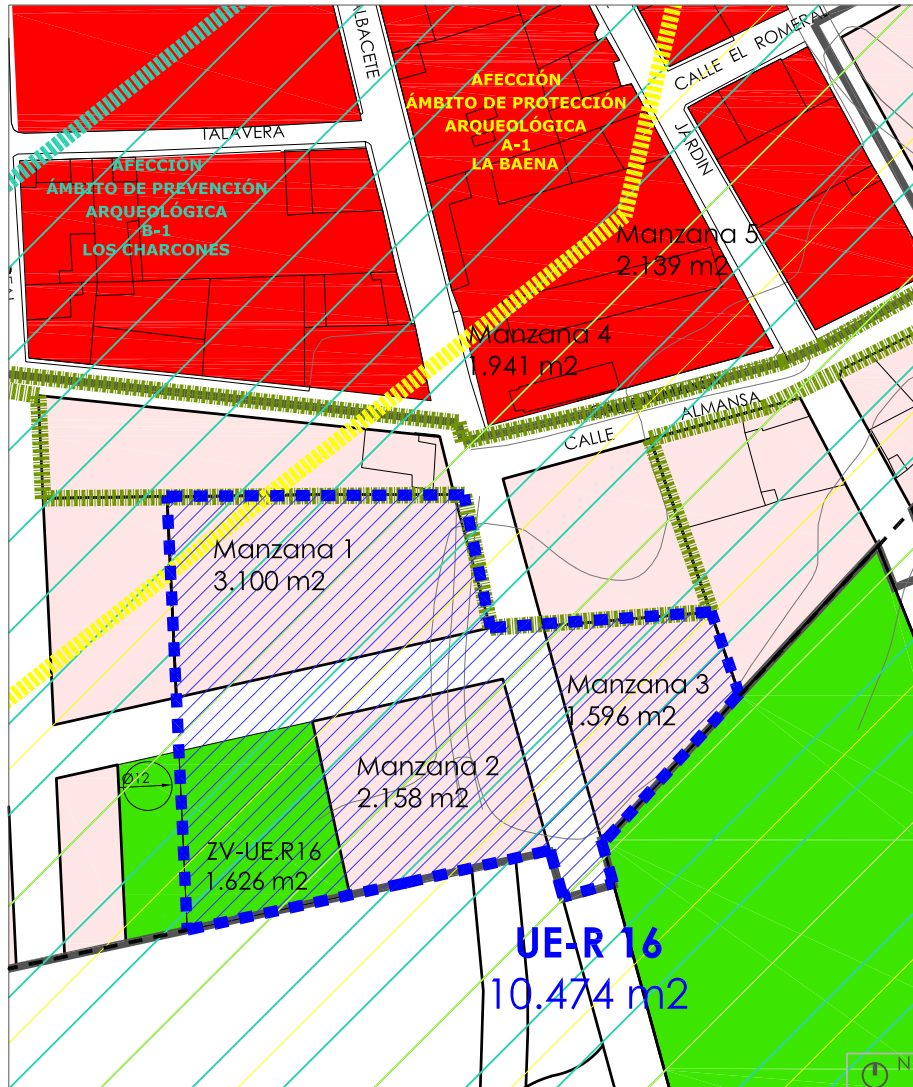 LBACETE
CALLE EL ROMERAL
AFECCIÓN
ÁMBITO DE PROTECCIÓN
ARQUEOLÓGICA
A-1
LA BAENA
TALAVERA
JARDIN
AFECCIÓN
ÁMBITO DE PREVENCIÓN
ARQUEOLÓGICA
B-1
LOS CHARCONES
Manzana 5
2.139 m2
Manzana 4
1.941 m2
CALLE ALMANSA
Manzana 1
3.100 m2
Manzana 3
1.596 m2
Manzana 2
2.158 m2
Ø12
ZV-UE.R16
1.626 m2
UE-R 16
10.474 m2
N